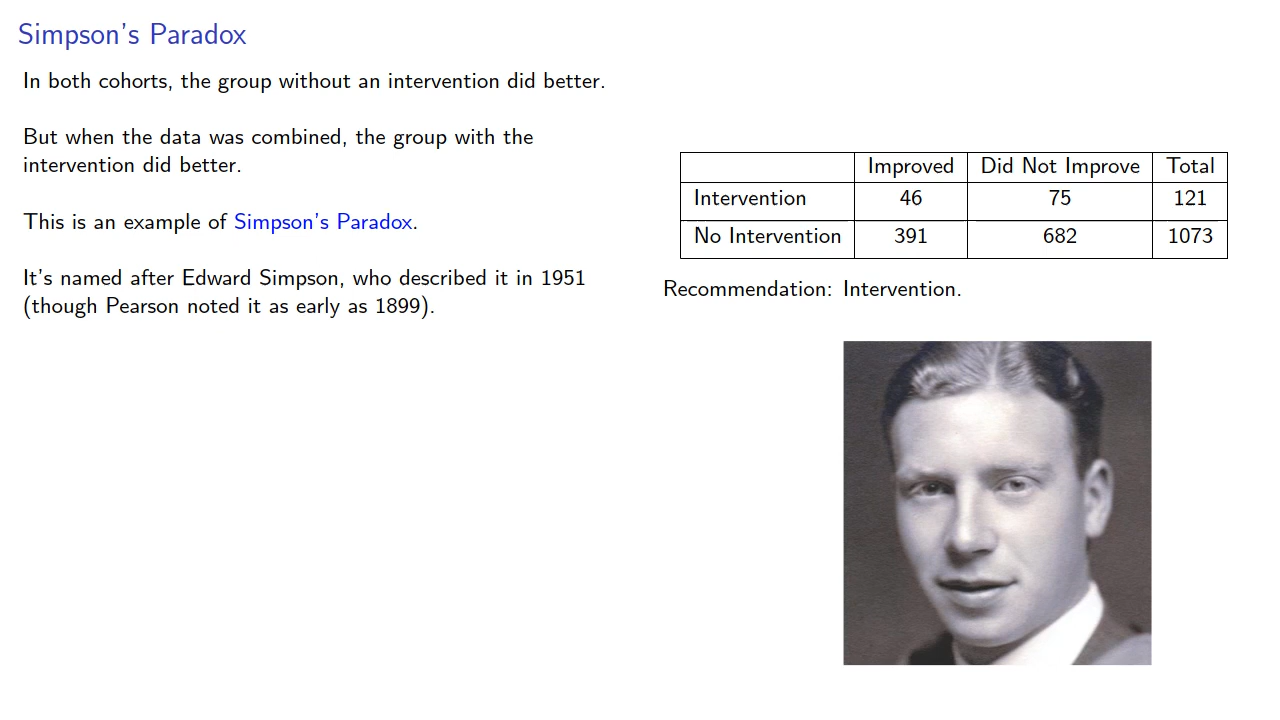 Simpson's Paradox
In both cohorts, the group without an intervention did better.
But when the data was combined, the group with the
intervention did better.
This is an example of Simpson's Paradox.
It's named after Edward Simpson, who described it in 1951
(though Pearson noted it as early as 1899).
Improved Did Not Improve Total
Intervention 46 75 121
No Intervention 391 682 1073
Recommendation: Intervention.